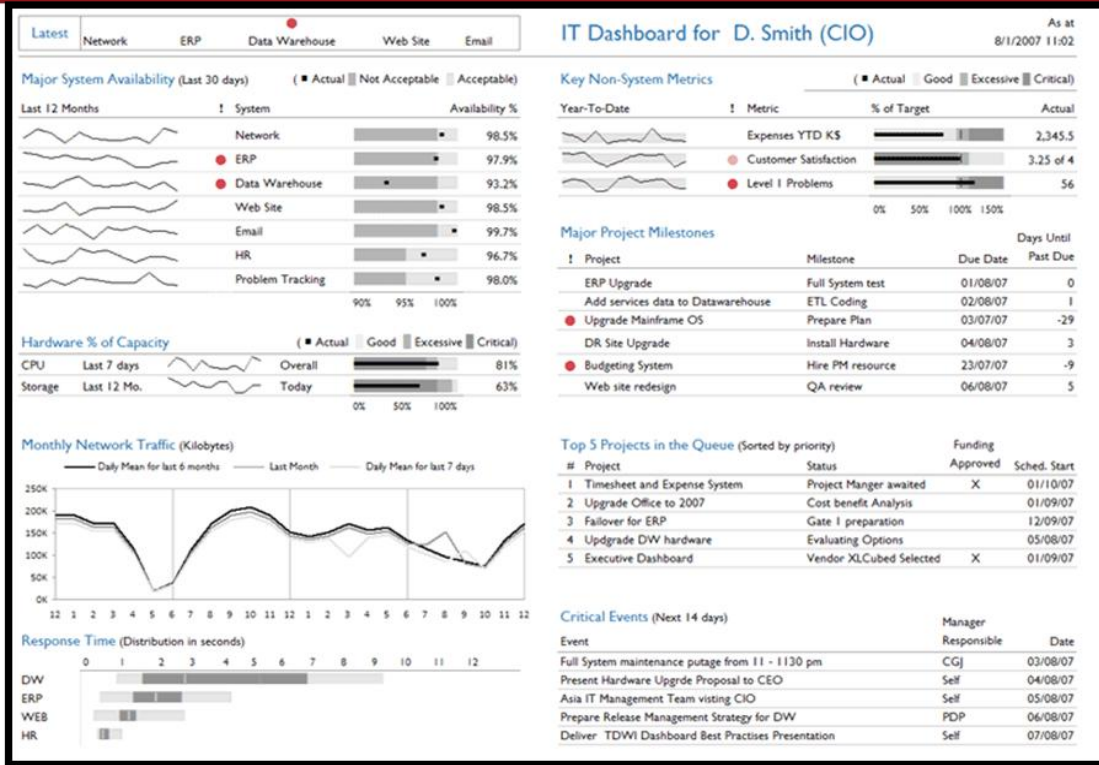 Latest
Network ERP Data Warehouse Web Site Email
IT Dashboard for D. Smith (CIO)
As at
8/1/2007 11:02
Major System Availability (Last 30 days) ( Actual Not Acceptable Acceptable)
Last 12 Months ! System Availability %
Network 98.5%
ERP 97.9%
Data Warehouse 93.2%
Web Site 98.5%
Email 99.7%
HR 96.7%
Problem Tracking 98.0%
90% 95% 100%
Hardware % of Capacity ( Actual Good Excessive Critical)
CPU Last 7 days Overall 81%
Storage Last 12 Mo. Today 63%
0% 50% 100%
Monthly Network Traffic (Kilobytes)
Daily Mean for last 6 months Last Month Daily Mean for last 7 days
250K
200K
150K
100K
50K
0K
12 1 2 3 4 5 6 7 8 9 10 11 12 1 2 3 4 5 6 7 8 9 10 11 12
Response Time (Distribution in seconds)
0 1 2 3 4 5 6 7 8 9 10 11 12
DW
ERP
WEB
HR
Key Non-System Metrics ( Actual Good Excessive Critical)
Year-To-Date ! Metric % of Target Actual
Expenses YTD K$ 2,345.5
Customer Satisfaction 3.25 of 4
Level 1 Problems 56
0% 50% 100% 150%
Major Project Milestones
Days Until
! Project Milestone Due Date Past Due
ERP Upgrade Full System test 01/08/07 0
Add services data to Datawarehouse ETL Coding 02/08/07 1
Upgrade Mainframe OS Prepare Plan 03/07/07 -29
DR Site Upgrade Install Hardware 04/08/07 3
Budgeting System Hire PM resource 23/07/07 -9
Web site redesign QA review 06/08/07 5
Top 5 Projects in the Queue (Sorted by priority) Funding
# Project Status Approved Sched. Start
1 Timesheet and Expense System Project Manger awaited X 01/10/07
2 Upgrade Office to 2007 Cost benefit Analysis 01/09/07
3 Failover for ERP Gate 1 preparation 12/09/07
4 Updgrade DW hardware Evaluating Options 05/08/07
5 Executive Dashboard Vendor XLCubed Selected X 01/09/07
Critical Events (Next 14 days) Manager
Event Responsible Date
Full System maintenance putage from 11 - 1130 pm CGJ 03/08/07
Present Hardware Upgrde Proposal to CEO Self 04/08/07
Asia IT Management Team visting CIO Self 05/08/07
Prepare Release Management Strategy for DW PDP 06/08/07
Deliver TDWI Dashboard Best Practises Presentation Self 07/08/07